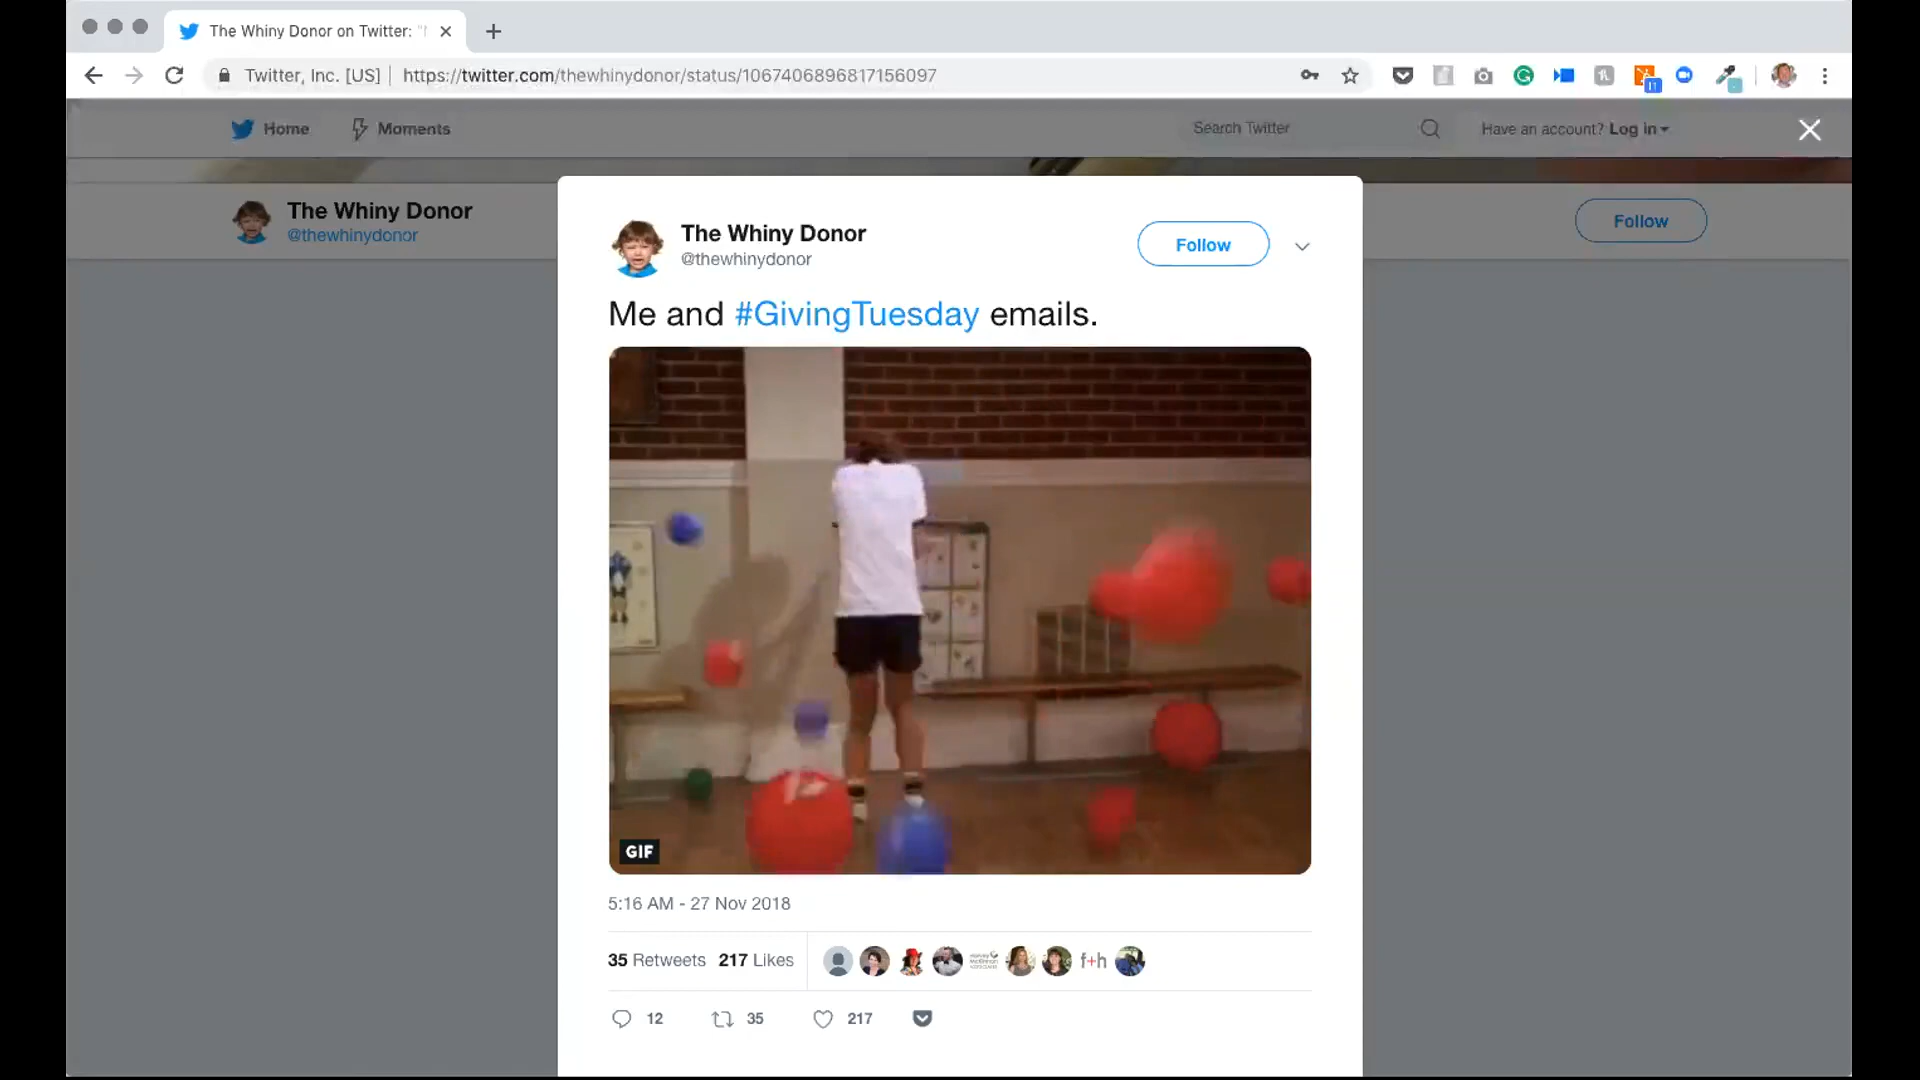 The Whiny Donor on Twitter: "
Twitter, Inc. [US] https://twitter.com/thewhinydonor/status/1067406896817156097
Home Moments Search Twitter Have an account? Log in
The Whiny Donor
@thewhinydonor
Follow
The Whiny Donor
@thewhinydonor
Follow
Me and #GivingTuesday emails.
GIF
5:16 AM - 27 Nov 2018
35 Retweets 217 Likes
f+h
12 35 217